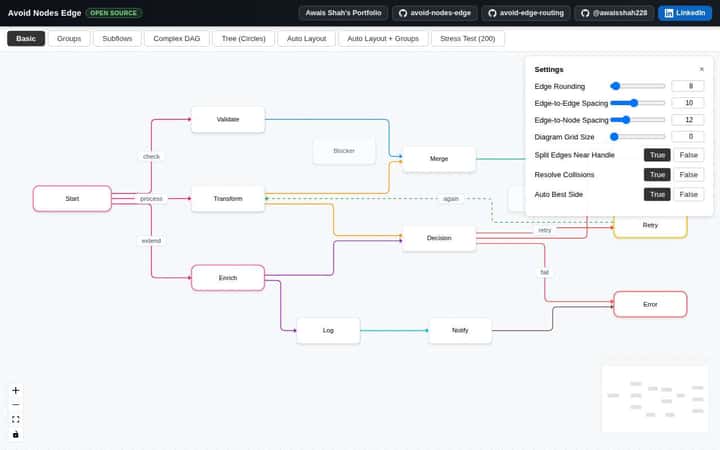 Avoid Nodes Edge OPEN SOURCE Awais Shah's Portfolio avoid-nodes-edge avoid-edge-routing @awaisshah228 LinkedIn
Basic Groups Subflows Complex DAG Tree (Circles) Auto Layout Auto Layout + Groups Stress Test (200)
Settings ×
Edge Rounding 8
Edge-to-Edge Spacing 10
Edge-to-Node Spacing 12
Diagram Grid Size 0
Split Edges Near Handle True False
Resolve Collisions True False
Auto Best Side True False
Validate
Blocker
check
Merge
Start
process
Transform
again
Retry
retry
extend
Decision
fail
Enrich
Error
Log
Notify